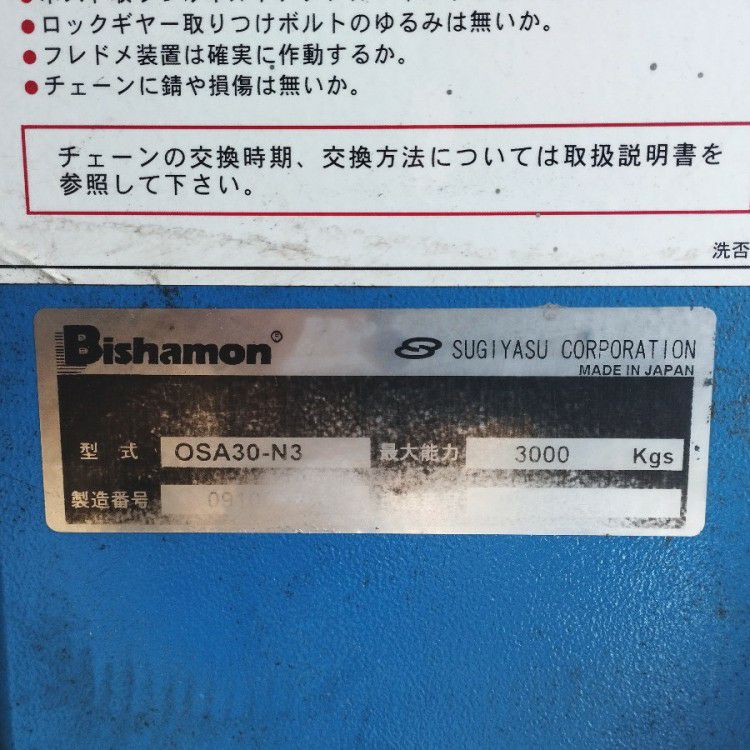 ●ロックギヤー取りつけボルトのゆるみは無いか。
●フレドメ装置は確実に作動するか。
●チェーンに錆や損傷は無いか。
チェーンの交換時期、交換方法については取扱説明書を
参照して下さい。
洗否
Bishamon®
SUGIYASU CORPORATION
MADE IN JAPAN
型式 OSA30-N3 最大能力 3000 Kgs
製造番号